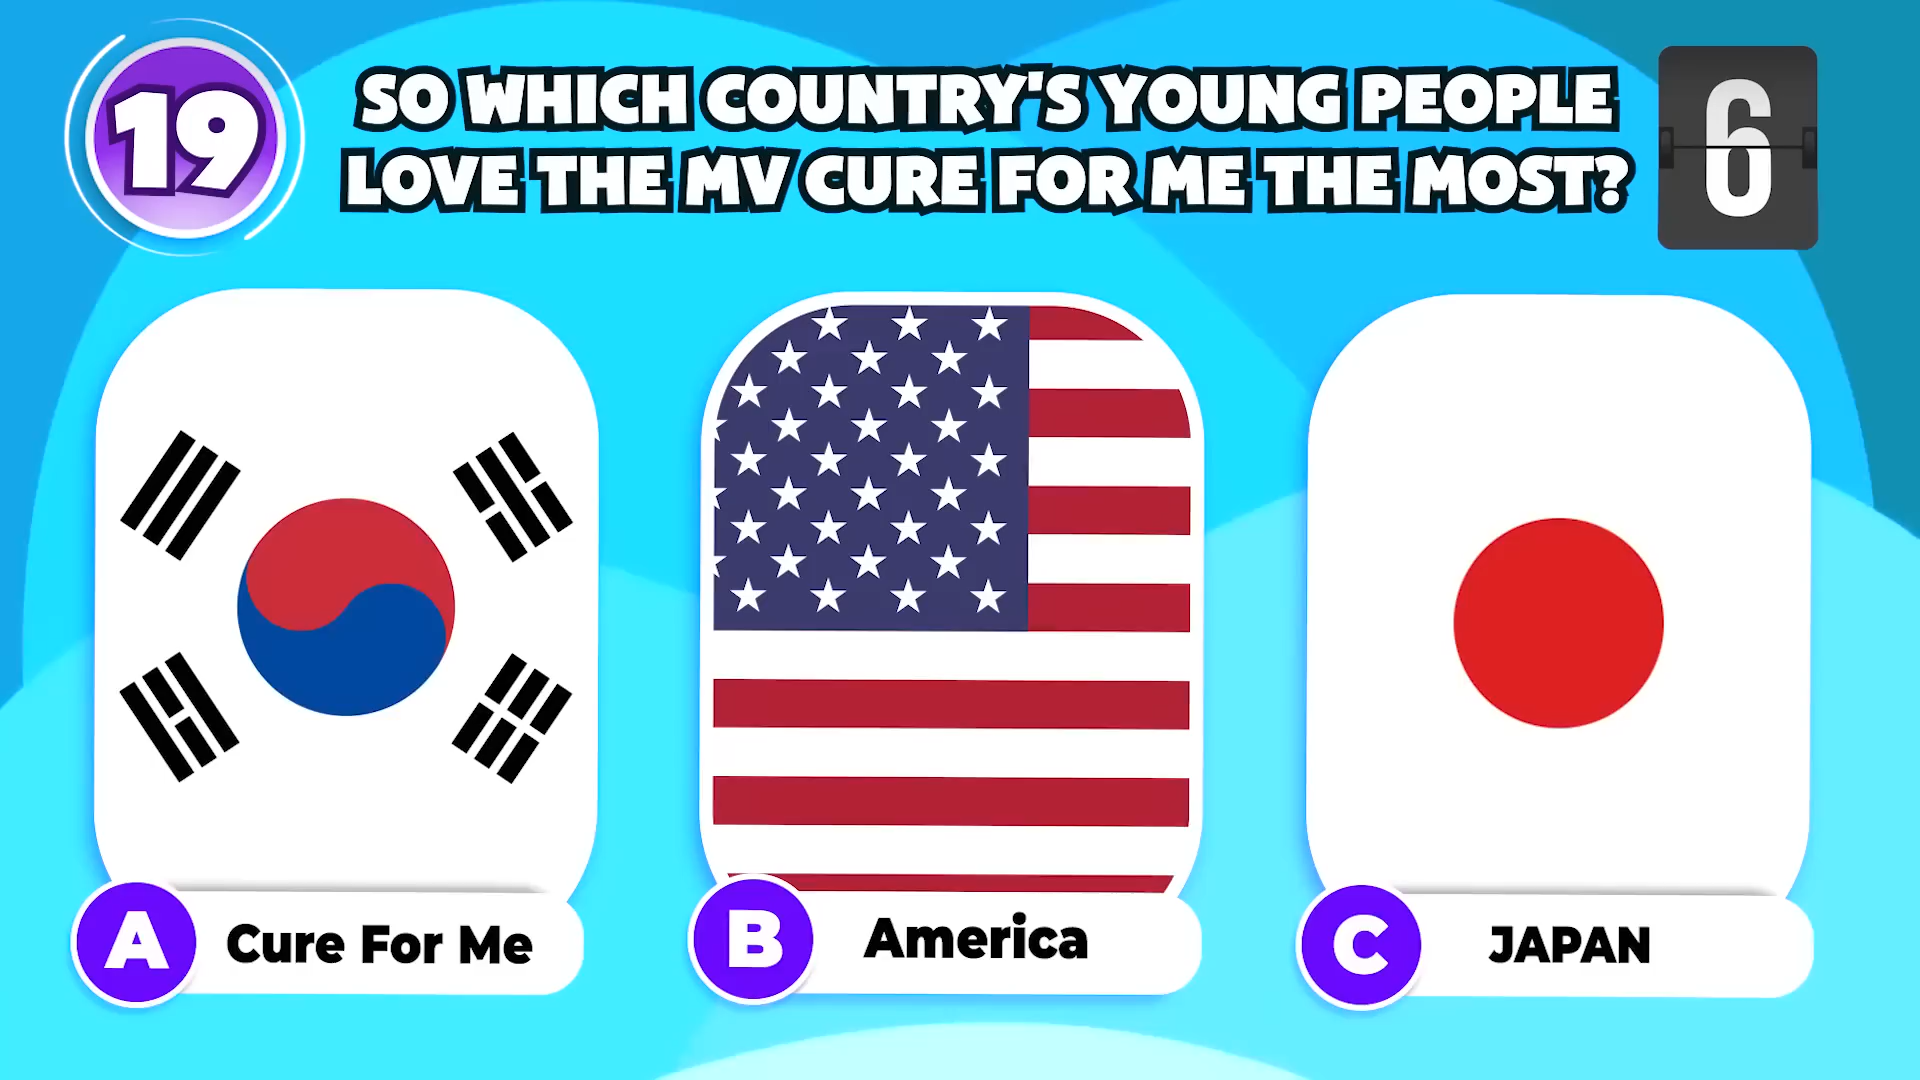 19
SO WHICH COUNTRY'S YOUNG PEOPLE
LOVE THE MV CURE FOR ME THE MOST?
6
A Cure For Me
B America
C JAPAN